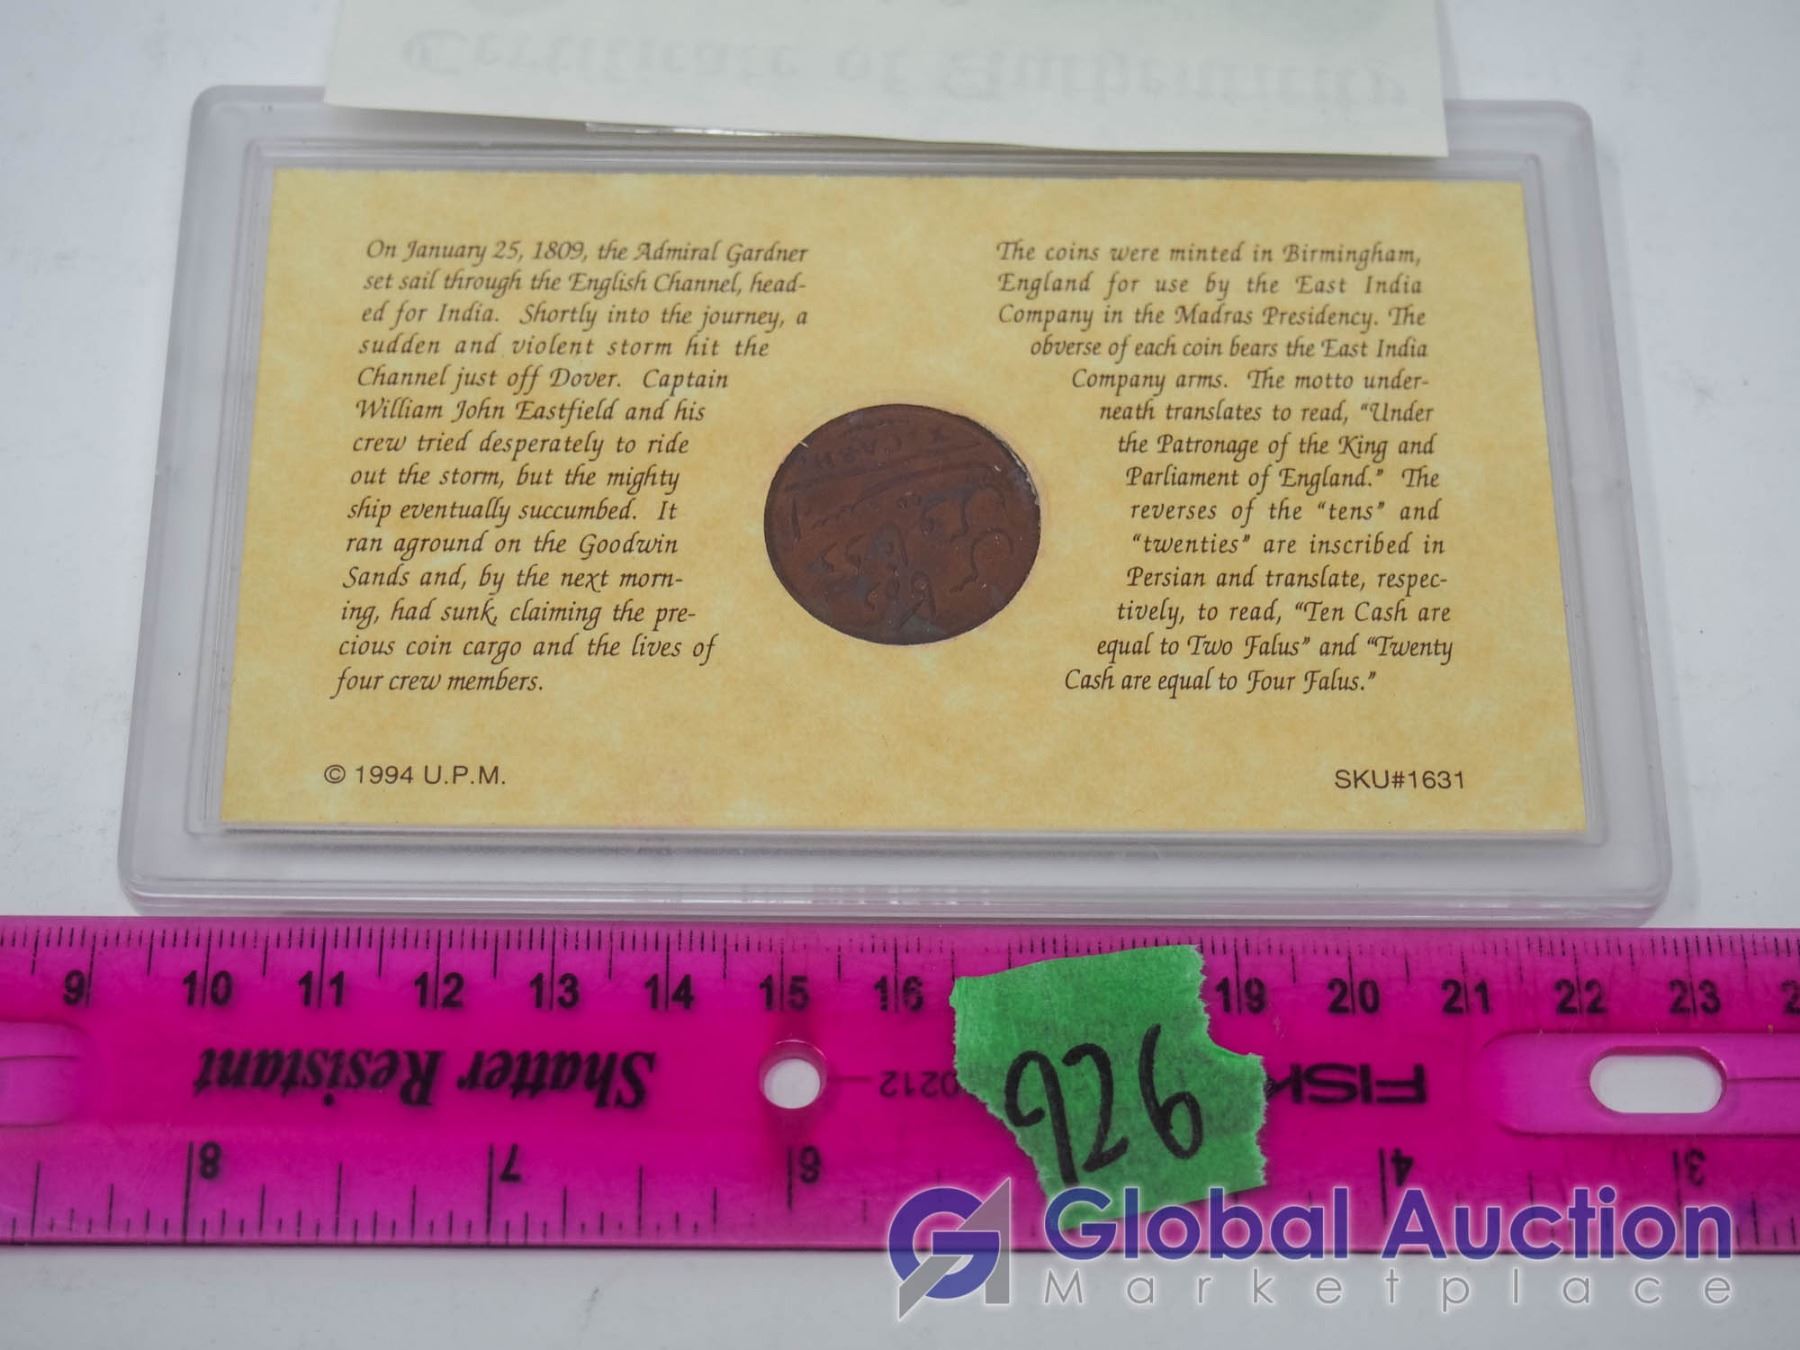 Certificate of Authenticity
On January 25, 1809, the Admiral Gardner
set sail through the English Channel, head-
ed for India. Shortly into the journey, a
sudden and violent storm hit the
Channel just off Dover. Captain
William John Eastfield and his
crew tried desperately to ride
out the storm, but the mighty
ship eventually succumbed. It
ran aground on the Goodwin
Sands and, by the next morn-
ing, had sunk, claiming the pre-
cious coin cargo and the lives of
four crew members.
© 1994 U.P.M.
X CASH
The coins were minted in Birmingham,
England for use by the East India
Company in the Madras Presidency. The
obverse of each coin bears the East India
Company arms. The motto under-
neath translates to read, "Under
the Patronage of the King and
Parliament of England." The
reverses of the "tens" and
"twenties" are inscribed in
Persian and translate, respec-
tively, to read, "Ten Cash are
equal to Two Falus" and "Twenty
Cash are equal to Four Falus."
SKU#1631
9 10 11 12 13 14 15 16 19 20 21 22 23 2
Shatter Resistant
0212
FISK
926
8 7 6 4 3
Global Auction
Marketplace